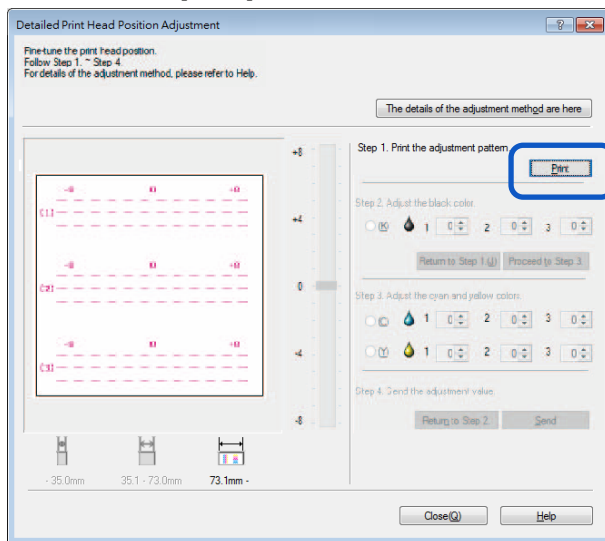 Detailed Print Head Position Adjustment
Fine-tune the print head position.
Follow Step 1. ~ Step 4.
For details of the adjustment method, please refer to Help.
The details of the adjustment method are here
Step 1. Print the adjustment pattern.
Print
Step 2. Adjust the black color.
(K) 1 0 2 0 3 0
Return to Step 1.(J) Proceed to Step 3.
Step 3. Adjust the cyan and yellow colors.
(C) 1 0 2 0 3 0
(Y) 1 0 2 0 3 0
Step 4. Send the adjustment value.
Return to Step 2. Send
+8
+4
0
-4
-8
-8 0 +8
[1]
-8 0 +8
[2]
-8 0 +8
[3]
- 35.0mm 35.1 - 73.0mm 73.1mm -
Close(Q) Help